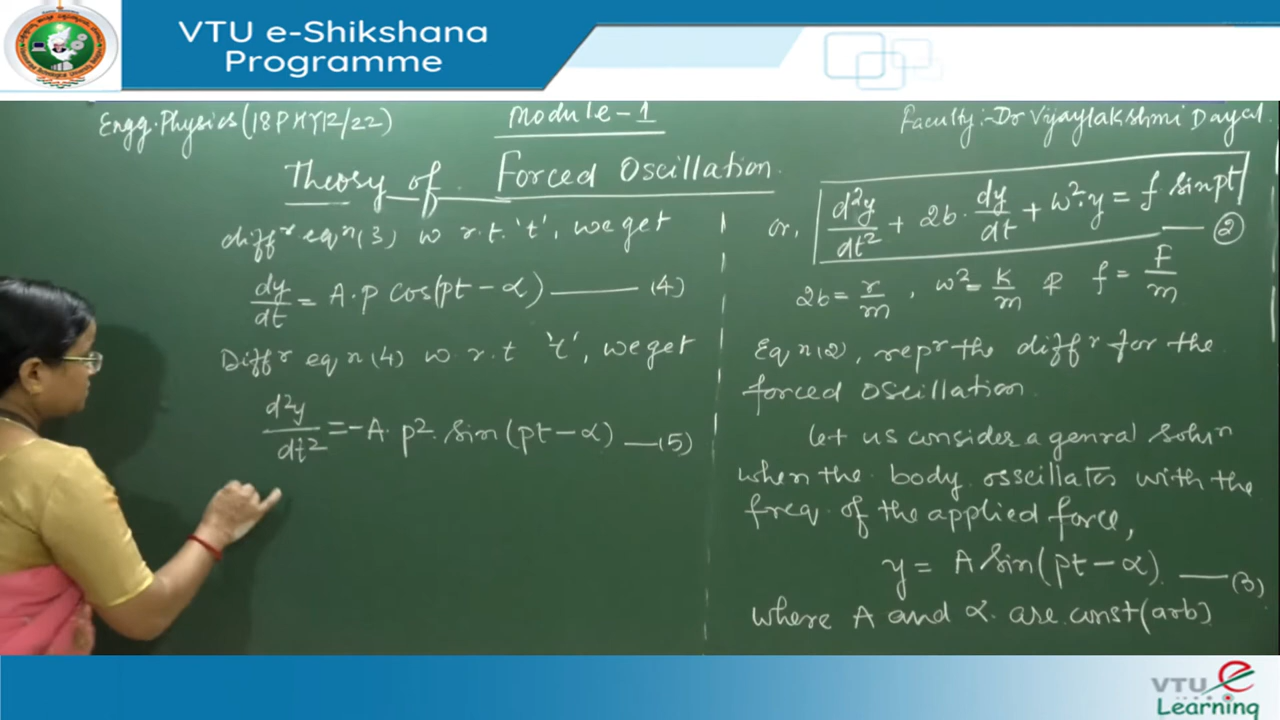 VTU e-Shikshana
Programme
Engg. Physics (18PHY12/22)
Module-1
Faculty:- Dr Vijaylakshmi Dayal.
Theory of Forced Oscillation
diffʳ eqn(3) w r.t. 't', we get
dy/dt = A.p cos(pt-α) —— (4)
Diffʳ eqn(4) w r.t 't', we get
d²y/dt² = -A. p². sin(pt-α) —(5)
or, d²y/dt² + 2b. dy/dt + ω².y = f sinpt —— (2)
2b = r/m , ω² = K/m & f = F/m
Eqn(2), reprʳ the diffʳ for the
forced oscillation.
let us consider a genral soluⁿ
when the body osscillates with the
freq. of the applied force,
y = A sin(pt-α). —— (3)
where A and α. are const(arb)
VTU e
Learning